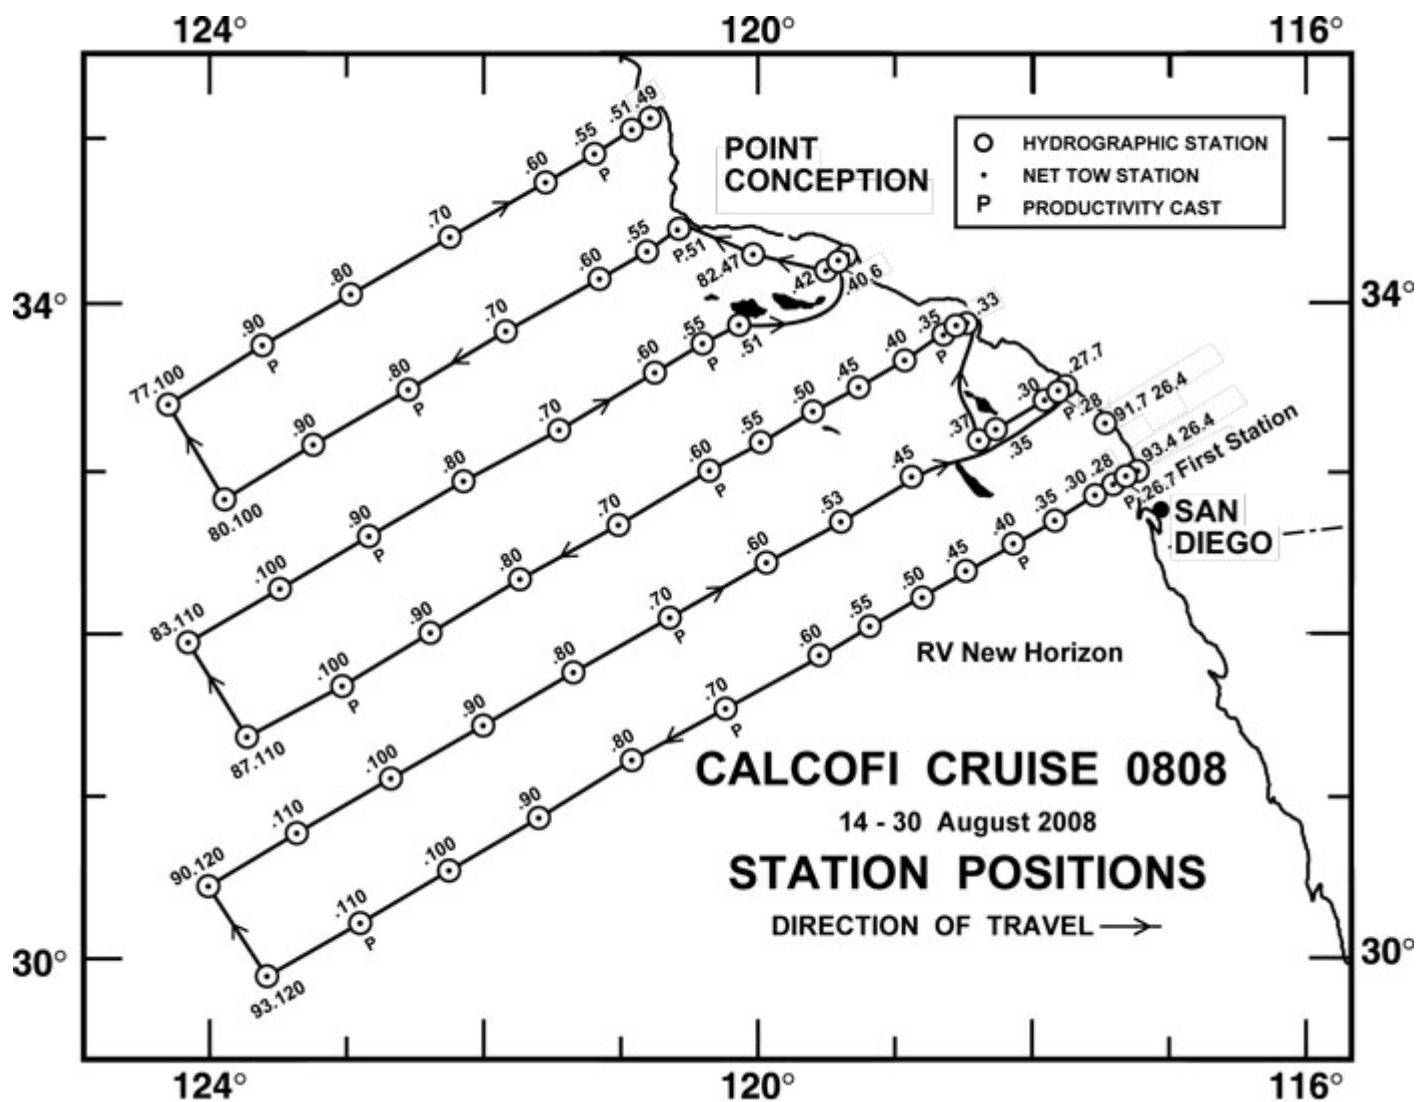 124° 120° 116°
.51 .49
.55
P
.60
.70
.80
.90
P
77.100
POINT
CONCEPTION
HYDROGRAPHIC STATION
NET TOW STATION
P PRODUCTIVITY CAST
34° 34°
P.51
.55
.60
.70
.80
P
.90
80.100
82.47
.42
.40.6
.51
.55
P
.60
.70
.80
.90
P
.100
83.110
.33
.35
P
.40
.45
.50
.55
.60
P
.70
.80
.90
.100
P
87.110
.27.7
P.28
.30
.35
.37
.45
.53
.60
.70
P
.80
.90
.100
.110
90.120
91.7 26.4
93.4 26.4
First Station
P.26.7
.28
.30
.35
.40
P
.45
.50
.55
.60
.70
P
.80
.90
.100
.110
P
93.120
SAN
DIEGO
RV New Horizon
CALCOFI CRUISE 0808
14 - 30 August 2008
STATION POSITIONS
DIRECTION OF TRAVEL
30° 30°
124° 120° 116°